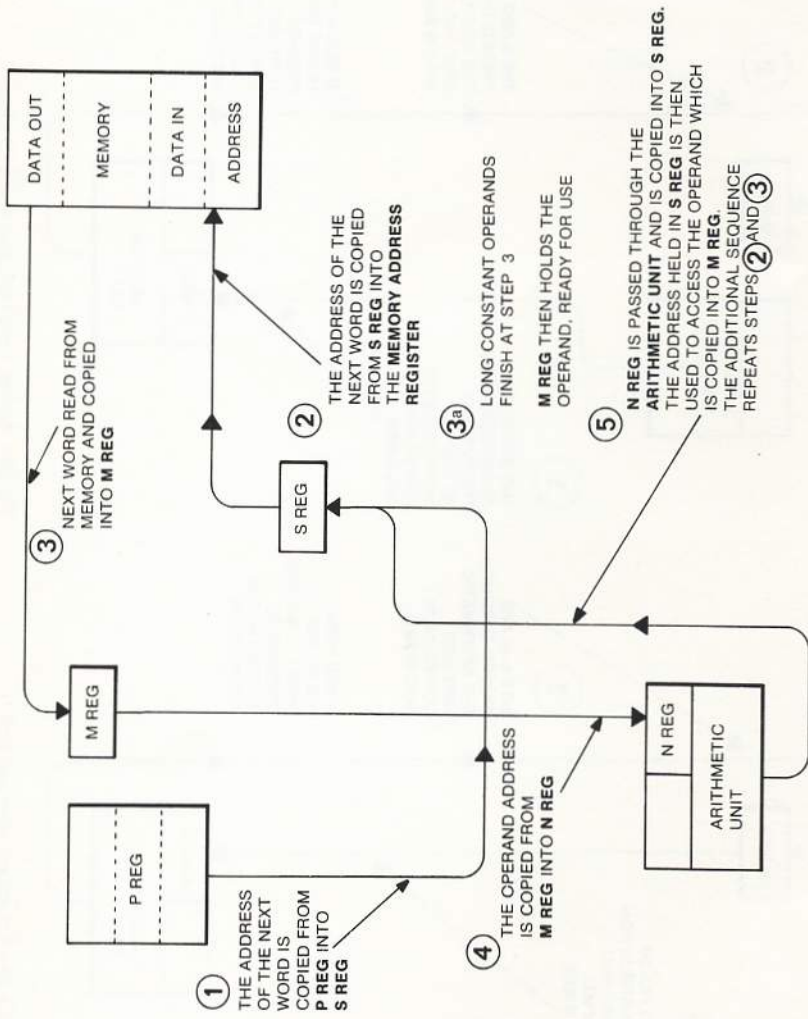 DATA OUT
MEMORY
DATA IN
ADDRESS
3
NEXT WORD READ FROM
MEMORY AND COPIED
INTO M REG
M REG
P REG
S REG
2
THE ADDRESS OF THE
NEXT WORD IS COPIED
FROM S REG INTO
THE MEMORY ADDRESS
REGISTER
1
THE ADDRESS
OF THE NEXT
WORD IS
COPIED FROM
P REG INTO
S REG
3a
LONG CONSTANT OPERANDS
FINISH AT STEP 3
M REG THEN HOLDS THE
OPERAND, READY FOR USE
4
THE OPERAND ADDRESS
IS COPIED FROM
M REG INTO N REG
N REG
ARITHMETIC
UNIT
5
N REG IS PASSED THROUGH THE
ARITHMETIC UNIT AND IS COPIED INTO S REG.
THE ADDRESS HELD IN S REG IS THEN
USED TO ACCESS THE OPERAND WHICH
IS COPIED INTO M REG.
THE ADDITIONAL SEQUENCE
REPEATS STEPS 2 AND 3